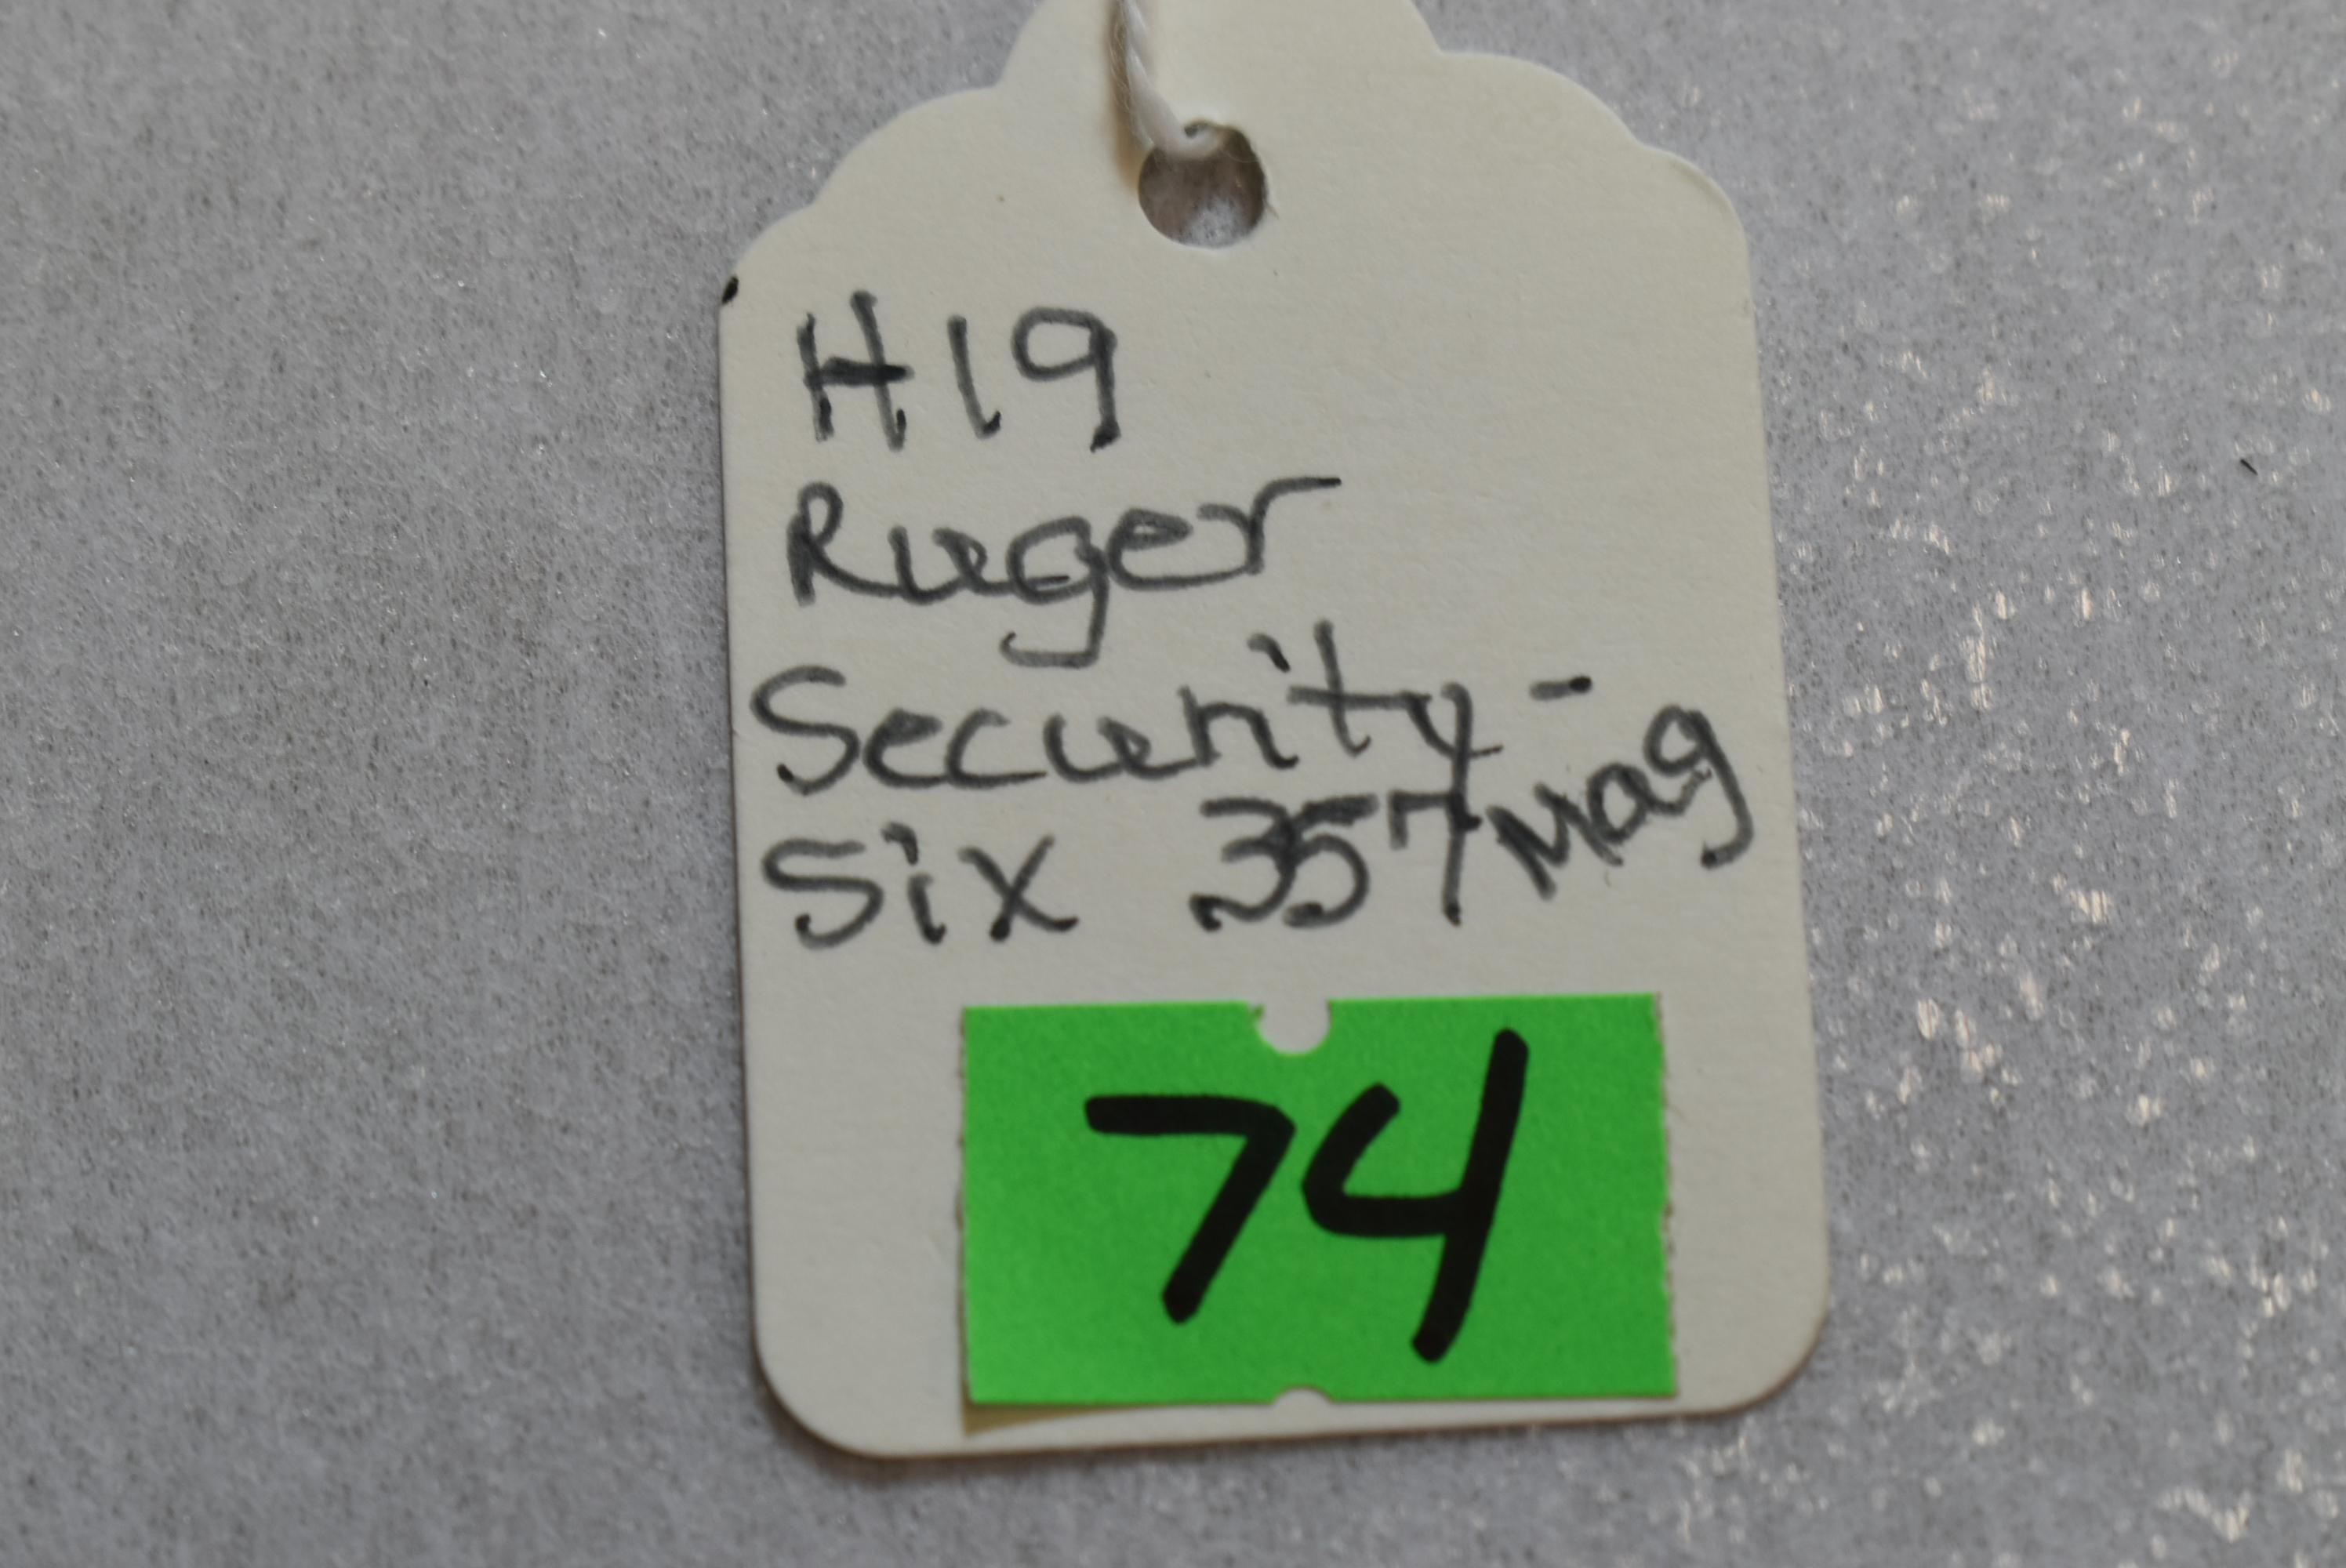 H19
Ruger
Security-
Six 357 Mag
74